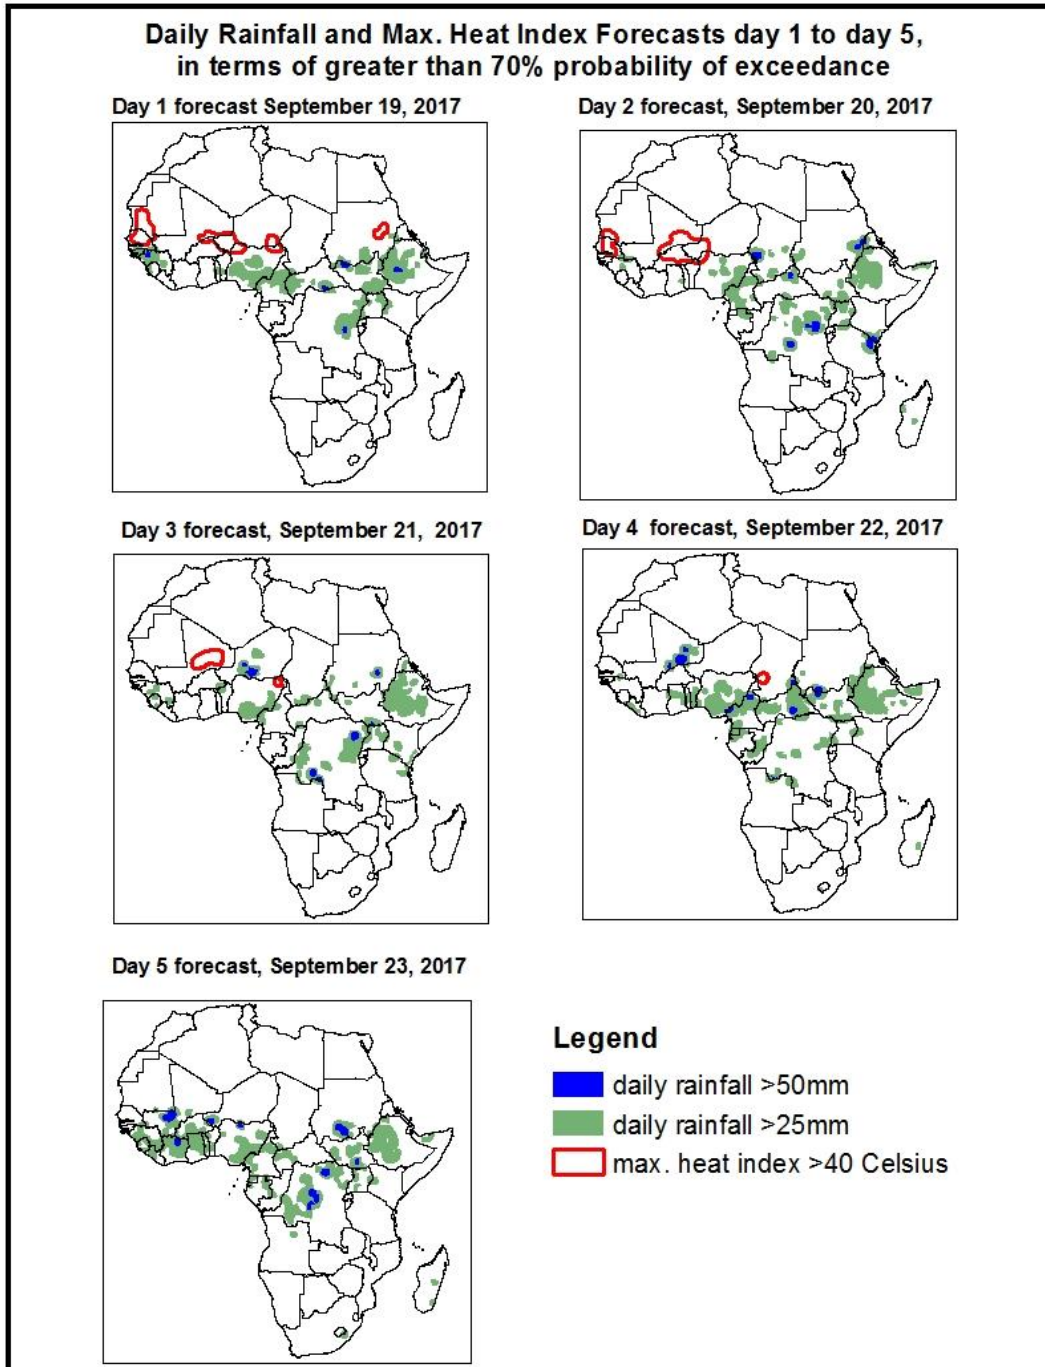 Daily Rainfall and Max. Heat Index Forecasts day 1 to day 5,
in terms of greater than 70% probability of exceedance
Day 1 forecast September 19, 2017
Day 2 forecast, September 20, 2017
Day 3 forecast, September 21, 2017
Day 4 forecast, September 22, 2017
Day 5 forecast, September 23, 2017
Legend
daily rainfall >50mm
daily rainfall >25mm
max. heat index >40 Celsius